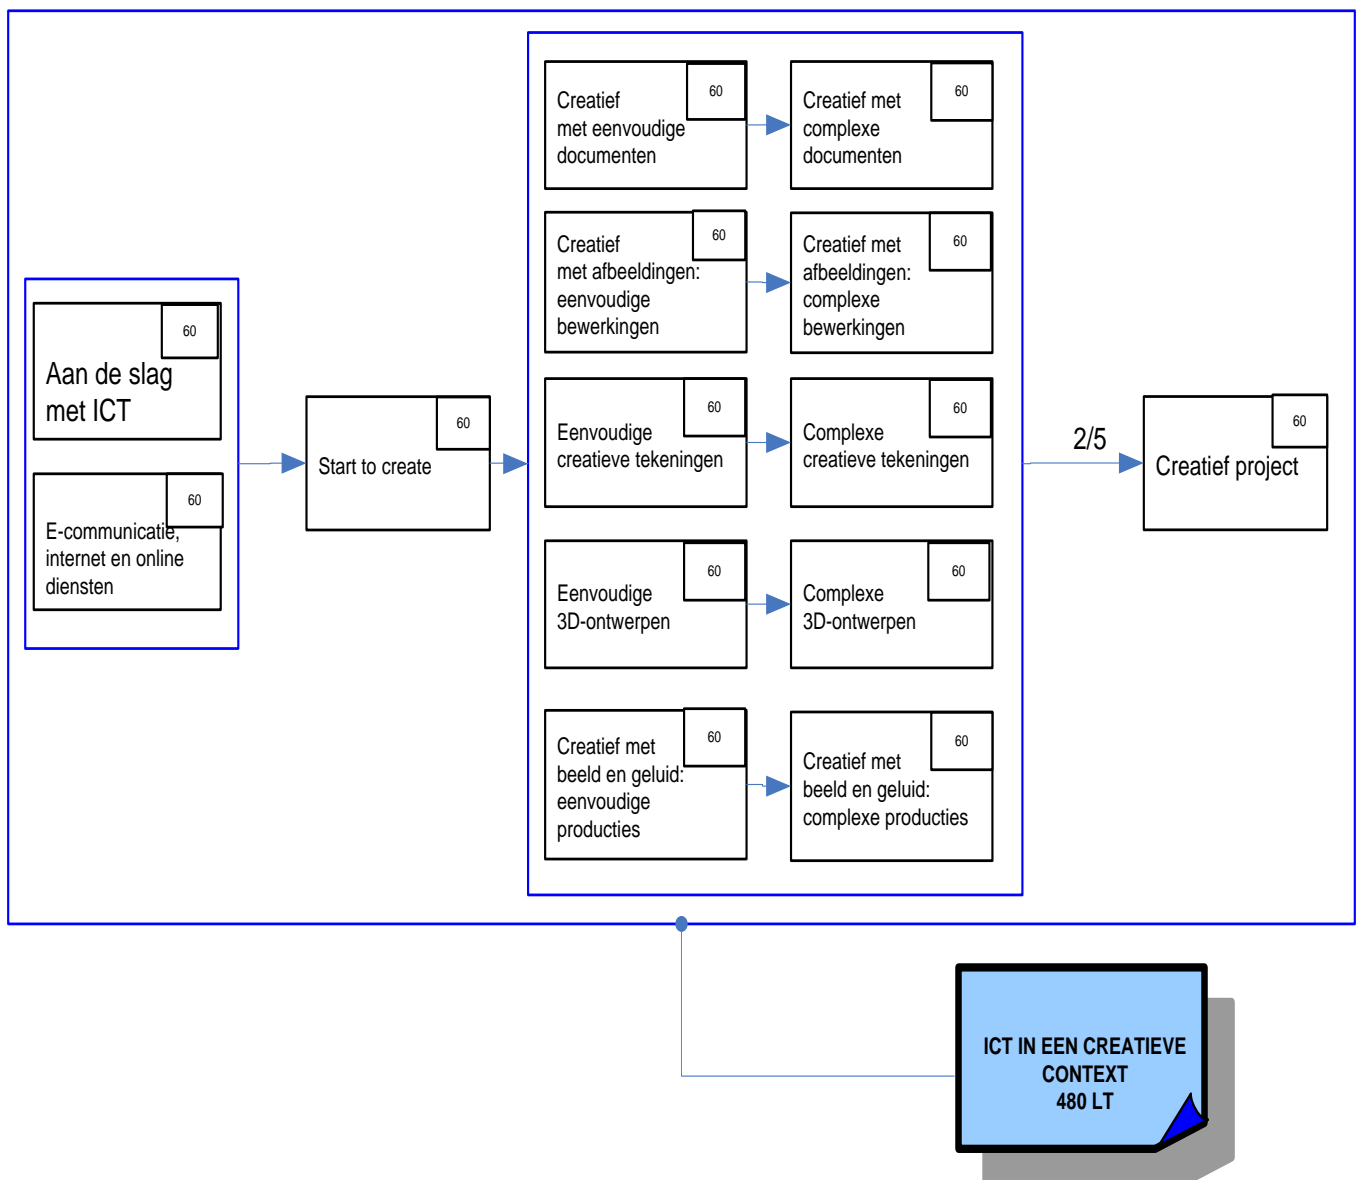 60
Aan de slag
met ICT
60
E-communicatie,
internet en online
diensten
60
Start to create
60
Creatief
met eenvoudige
documenten
60
Creatief met
complexe
documenten
60
Creatief
met afbeeldingen:
eenvoudige
bewerkingen
60
Creatief met
afbeeldingen:
complexe
bewerkingen
60
Eenvoudige
creatieve tekeningen
60
Complexe
creatieve tekeningen
60
Eenvoudige
3D-ontwerpen
60
Complexe
3D-ontwerpen
60
Creatief met
beeld en geluid:
eenvoudige
producties
60
Creatief met
beeld en geluid:
complexe producties
2/5
60
Creatief project
ICT IN EEN CREATIEVE
CONTEXT
480 LT